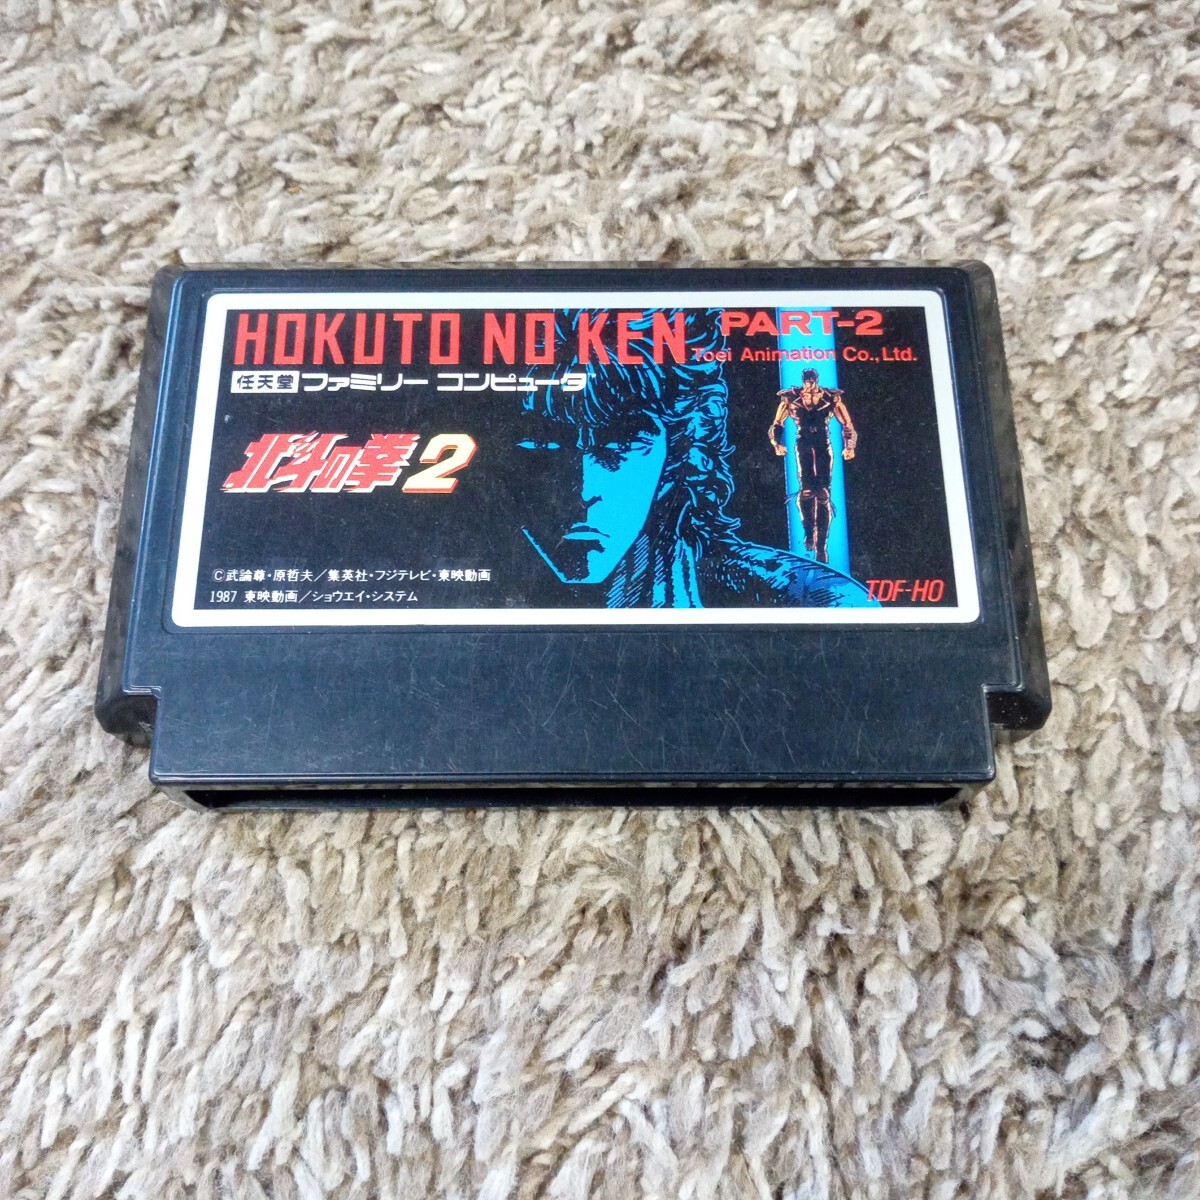 HOKUTO NO KEN PART-2
Toei Animation Co.,Ltd.
任天堂 ファミリー コンピュータ
北斗の拳2
©武論尊・原哲夫／集英社・フジテレビ・東映動画
1987 東映動画／ショウエイ・システム
TDF-HO